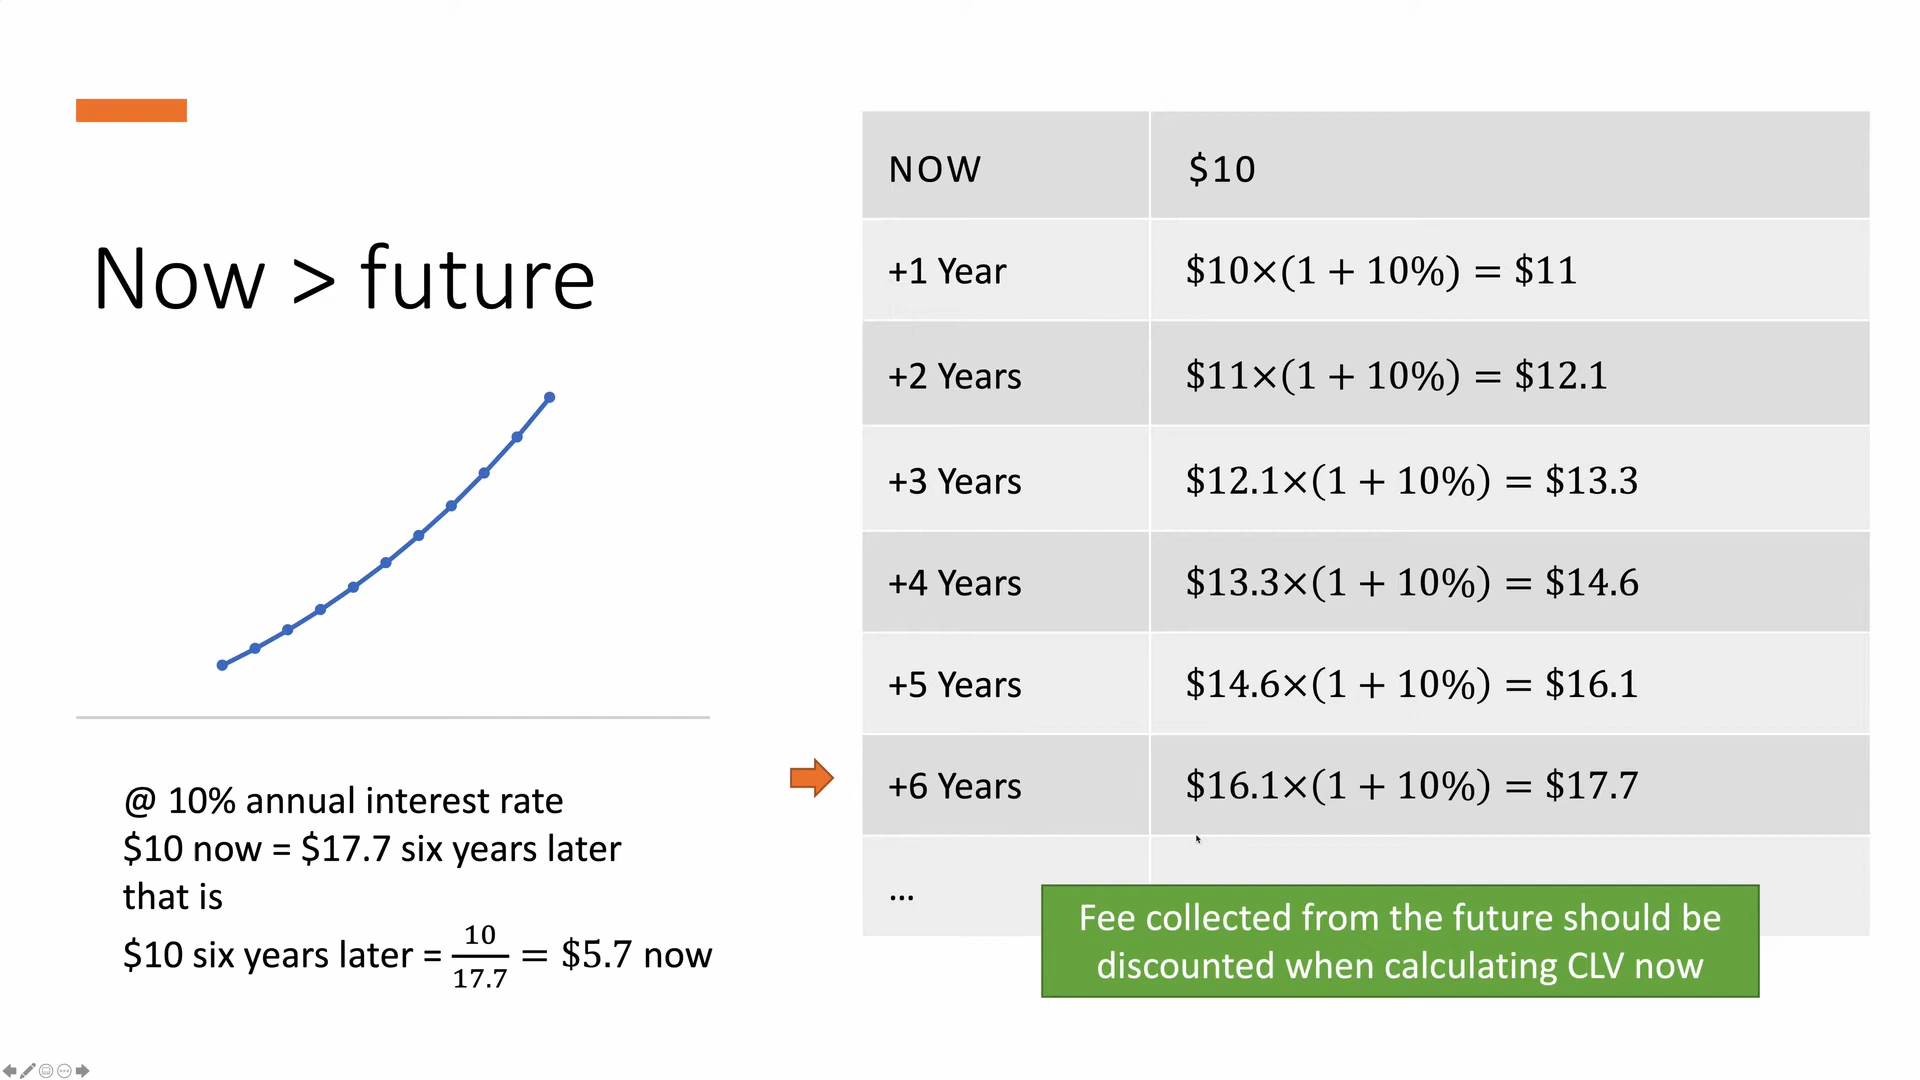 Now > future
@ 10% annual interest rate
$10 now = $17.7 six years later
that is
$10 six years later = 10/17.7 = $5.7 now
NOW $10
+1 Year $10×(1 + 10%) = $11
+2 Years $11×(1 + 10%) = $12.1
+3 Years $12.1×(1 + 10%) = $13.3
+4 Years $13.3×(1 + 10%) = $14.6
+5 Years $14.6×(1 + 10%) = $16.1
+6 Years $16.1×(1 + 10%) = $17.7
...
Fee collected from the future should be
discounted when calculating CLV now